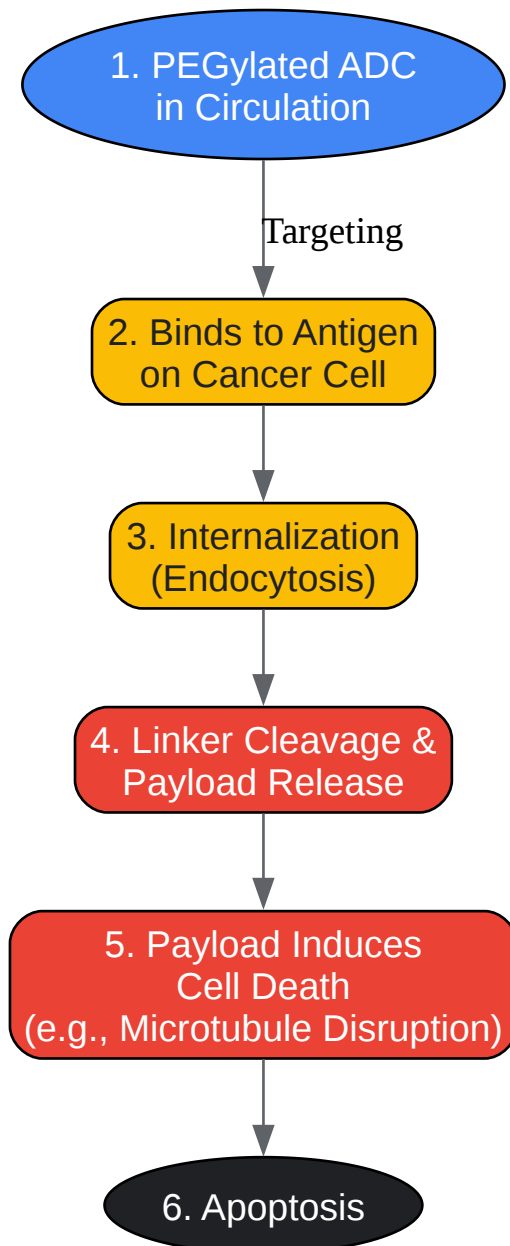 1. PEGylated ADC
in Circulation
Targeting
2. Binds to Antigen
on Cancer Cell
3. Internalization
(Endocytosis)
4. Linker Cleavage &
Payload Release
5. Payload Induces
Cell Death
(e.g., Microtubule Disruption)
6. Apoptosis